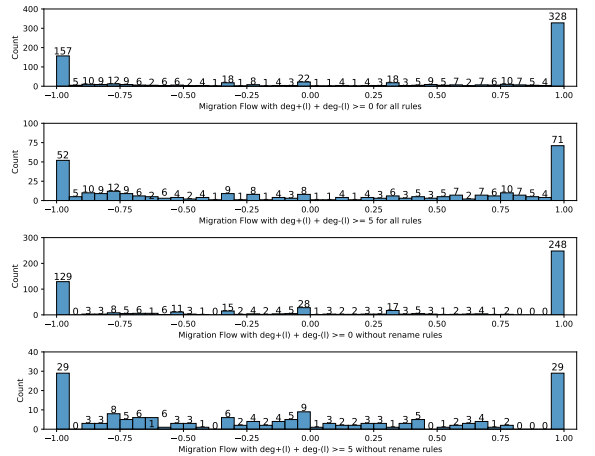 400
300
200
100
0
Count
157 5 10 9 12 9 6 2 6 6 2 4 1 18 1 8 1 4 3 22 1 1 4 1 4 3 18 3 5 9 5 7 2 7 6 10 7 5 4 328
−1.00 −0.75 −0.50 −0.25 0.00 0.25 0.50 0.75 1.00
Migration Flow with deg+(l) + deg-(l) >= 0 for all rules
100
75
50
25
0
Count
52 5 10 9 12 9 6 2 6 3 4 2 4 1 9 1 8 1 4 3 8 1 1 4 1 4 3 6 3 5 3 5 7 2 7 6 10 7 5 4 71
−1.00 −0.75 −0.50 −0.25 0.00 0.25 0.50 0.75 1.00
Migration Flow with deg+(l) + deg-(l) >= 5 for all rules
300
200
100
0
Count
129 0 3 3 8 5 6 1 6 11 3 1 0 15 2 4 2 4 5 28 1 3 2 2 3 3 17 3 5 3 1 2 3 4 1 2 0 0 0 248
−1.00 −0.75 −0.50 −0.25 0.00 0.25 0.50 0.75 1.00
Migration Flow with deg+(l) + deg-(l) >= 0 without rename rules
40
30
20
10
0
Count
29 0 3 3 8 5 6 1 6 3 3 1 0 6 2 4 2 4 5 9 1 3 2 2 3 3 1 3 5 0 1 2 3 4 1 2 0 0 0 29
−1.00 −0.75 −0.50 −0.25 0.00 0.25 0.50 0.75 1.00
Migration Flow with deg+(l) + deg-(l) >= 5 without rename rules